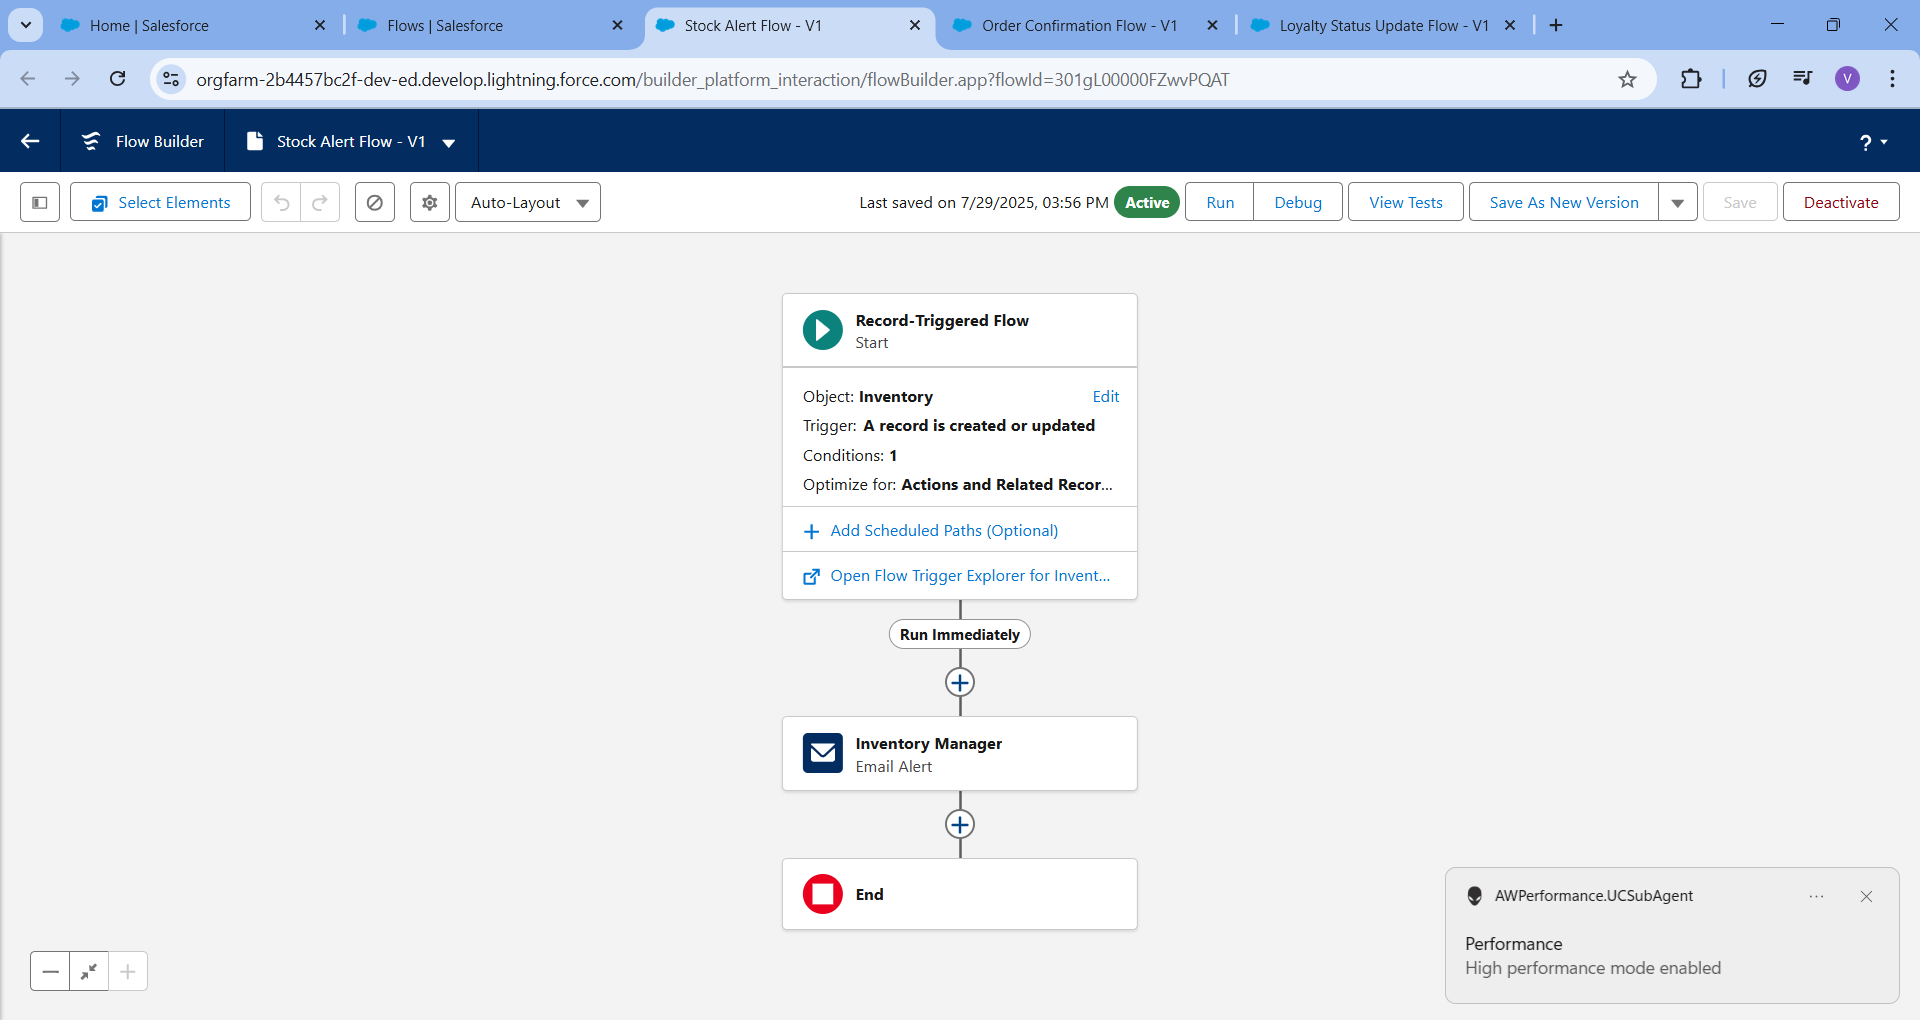 Home | Salesforce
Flows | Salesforce
Stock Alert Flow - V1
Order Confirmation Flow - V1
Loyalty Status Update Flow - V1
orgfarm-2b4457bc2f-dev-ed.develop.lightning.force.com/builder_platform_interaction/flowBuilder.app?flowId=301gL00000FZwvPQAT
V
Flow Builder
Stock Alert Flow - V1
?
Select Elements
Auto-Layout
Last saved on 7/29/2025, 03:56 PM
Active
Run
Debug
View Tests
Save As New Version
Save
Deactivate
Record-Triggered Flow
Start
Object: Inventory
Edit
Trigger: A record is created or updated
Conditions: 1
Optimize for: Actions and Related Recor...
Add Scheduled Paths (Optional)
Open Flow Trigger Explorer for Invent...
Run Immediately
Inventory Manager
Email Alert
End
AWPerformance.UCSubAgent
Performance
High performance mode enabled